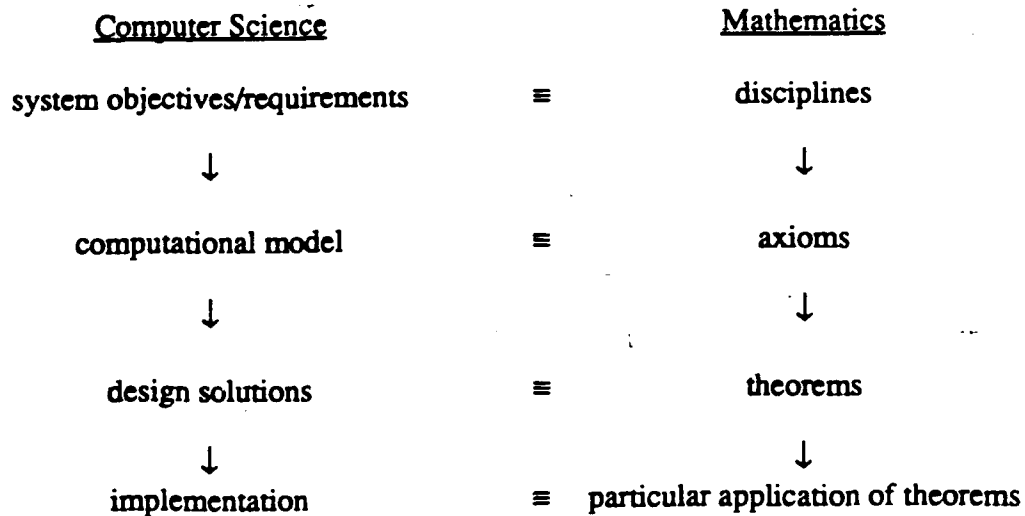 Computer Science Mathematics
system objectives/requirements ≡ disciplines
↓ ↓
computational model ≡ axioms
↓ ↓
design solutions ≡ theorems
↓ ↓
implementation ≡ particular application of theorems